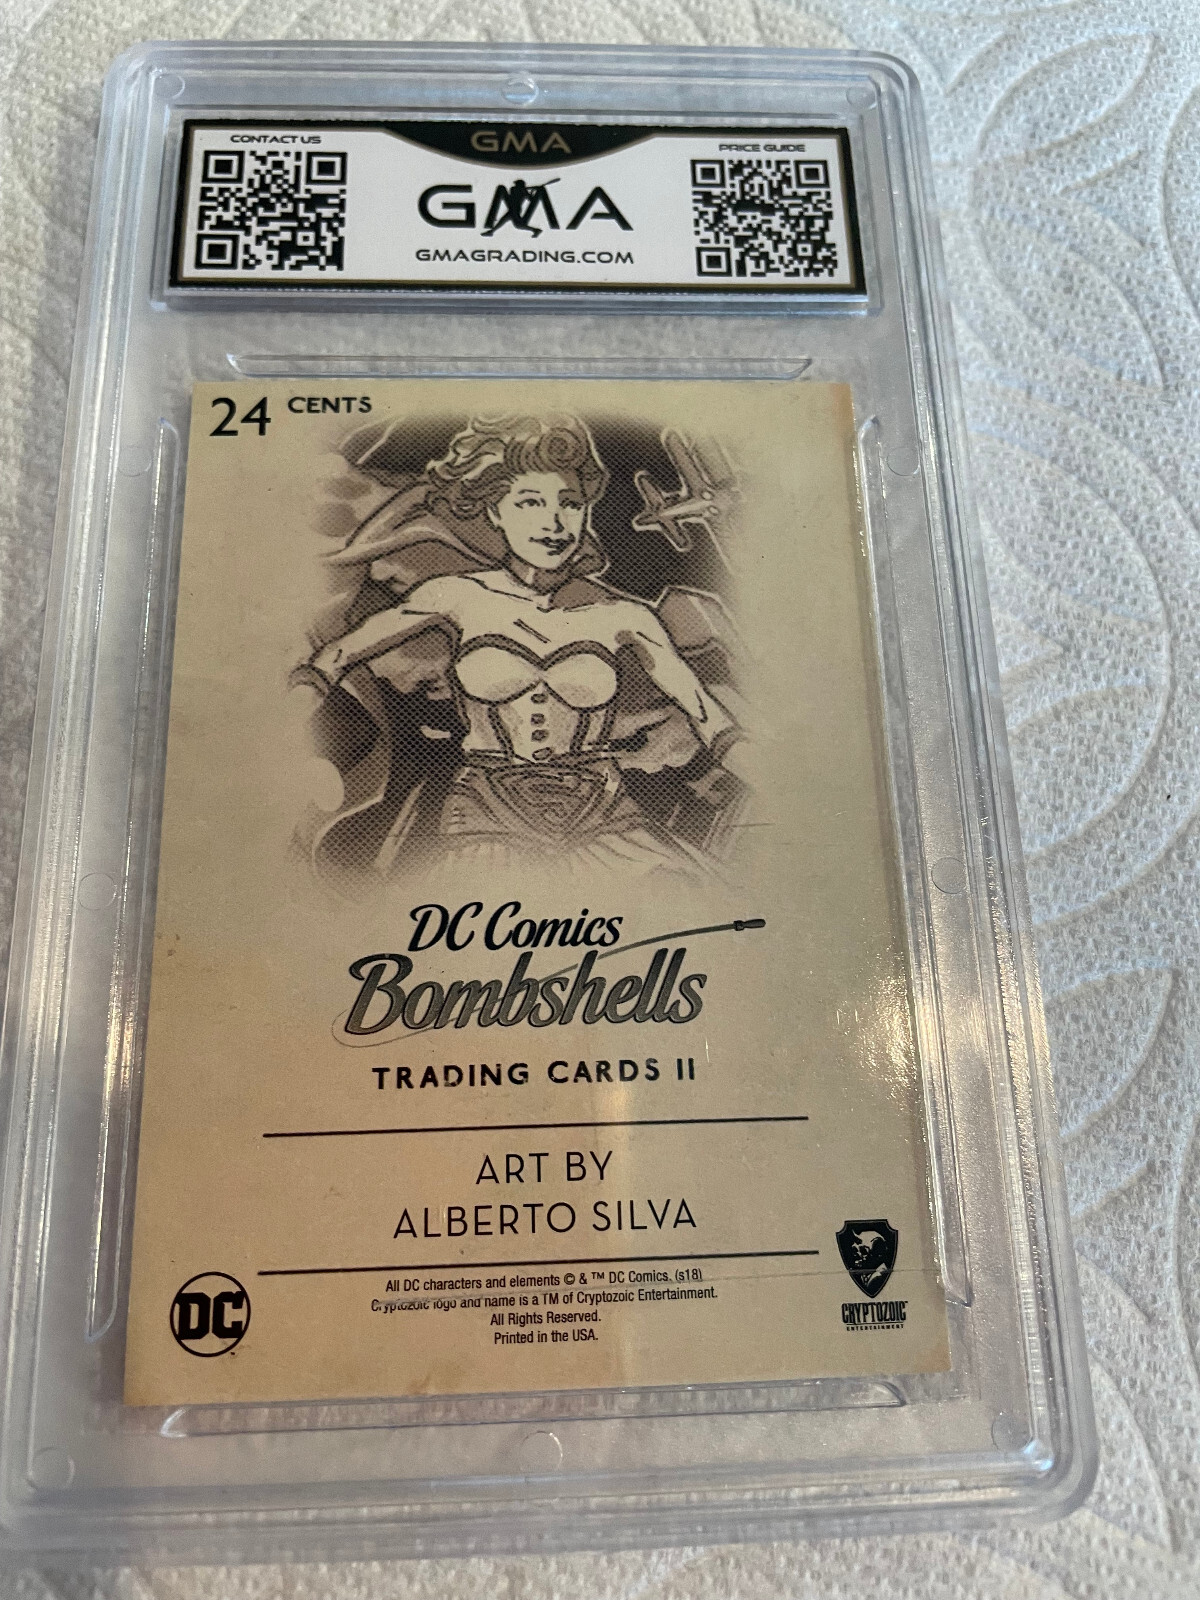 CONTACT US
GMA
PRICE GUIDE
GMA
GMAGRADING.COM
24 CENTS
DC Comics
Bombshells
TRADING CARDS II
ART BY
ALBERTO SILVA
All DC characters and elements © & ™ DC Comics. (s18)
Cryptozoic logo and name is a TM of Cryptozoic Entertainment.
All Rights Reserved.
Printed in the USA.
DC
CRYPTOZOIC
ENTERTAINMENT